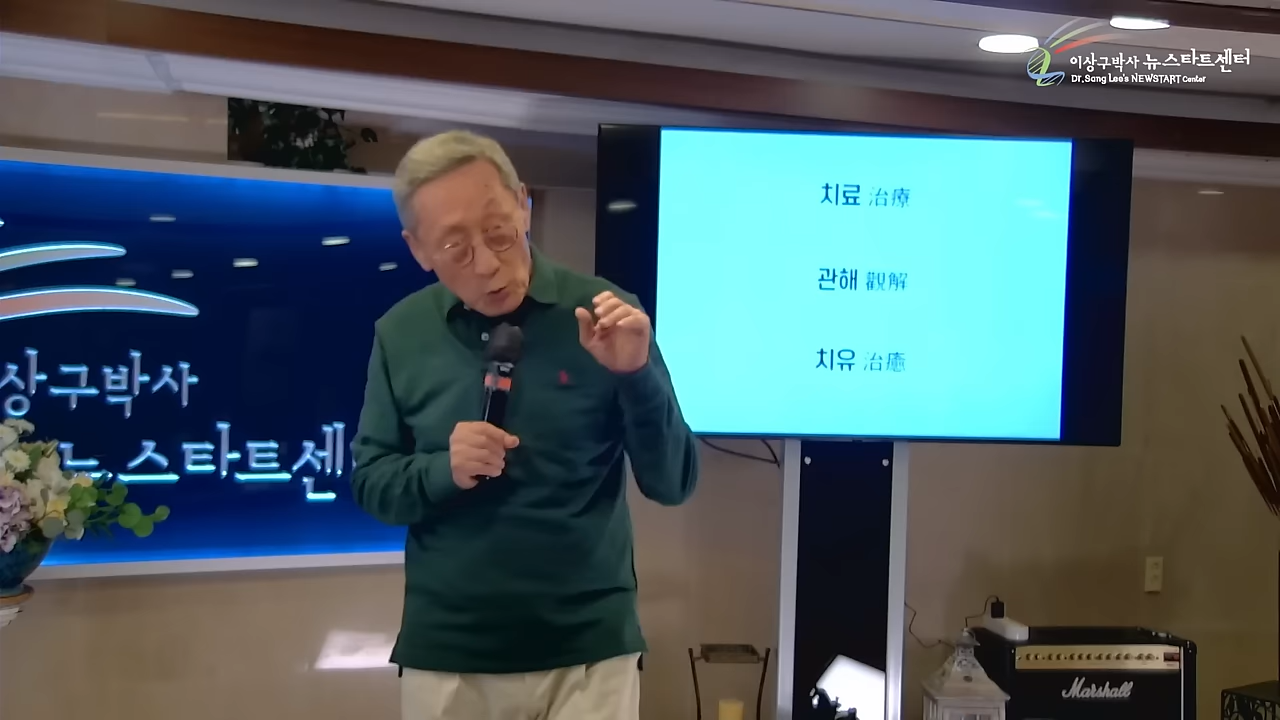 이상구박사 뉴스타트센터
Dr. Sang Lee's NEWSTART Center
치료 治療
관해 觀解
치유 治癒
상구박사
뉴스타트센
Marshall